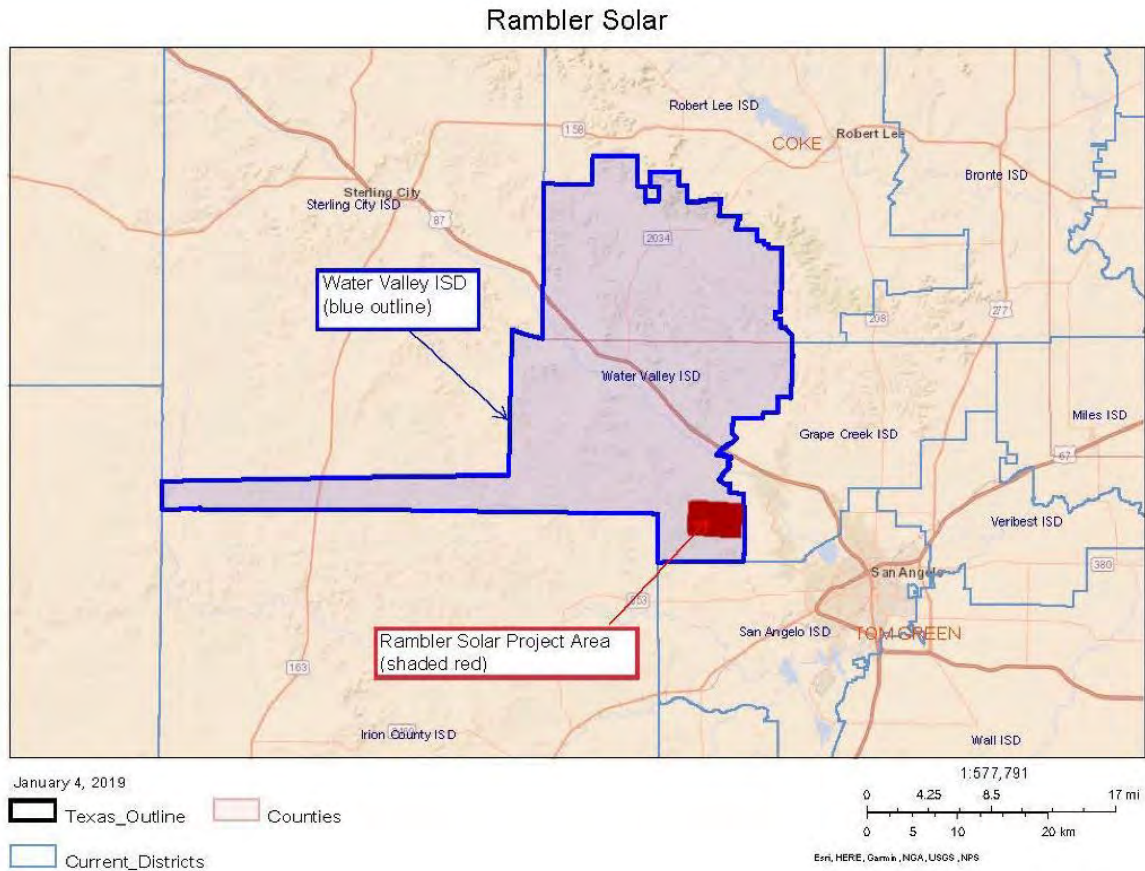 Rambler Solar
Robert Lee ISD
158
Robert Lee
COKE
Bronte ISD
Sterling City
Sterling City ISD
87
2034
Water Valley ISD
(blue outline)
208
277
Water Valley ISD
Miles ISD
Grape Creek ISD
67
Veribest ISD
380
San Angelo
Rambler Solar Project Area
(shaded red)
San Angelo ISD
TOM GREEN
163
Irion County ISD
Wall ISD
January 4, 2019
1:577,791
0 4.25 8.5 17 mi
0 5 10 20 km
Texas_Outline
Counties
Current_Districts
Esri, HERE, Garmin, NGA, USGS, NPS